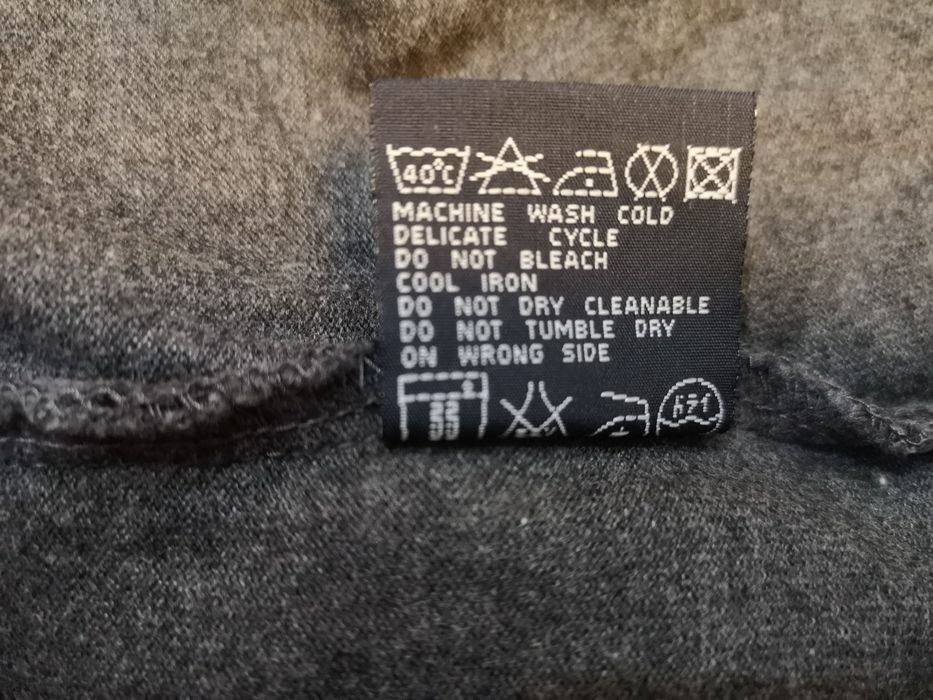 40°C
MACHINE WASH COLD
DELICATE CYCLE
DO NOT BLEACH
COOL IRON
DO NOT DRY CLEANABLE
DO NOT TUMBLE DRY
ON WRONG SIDE